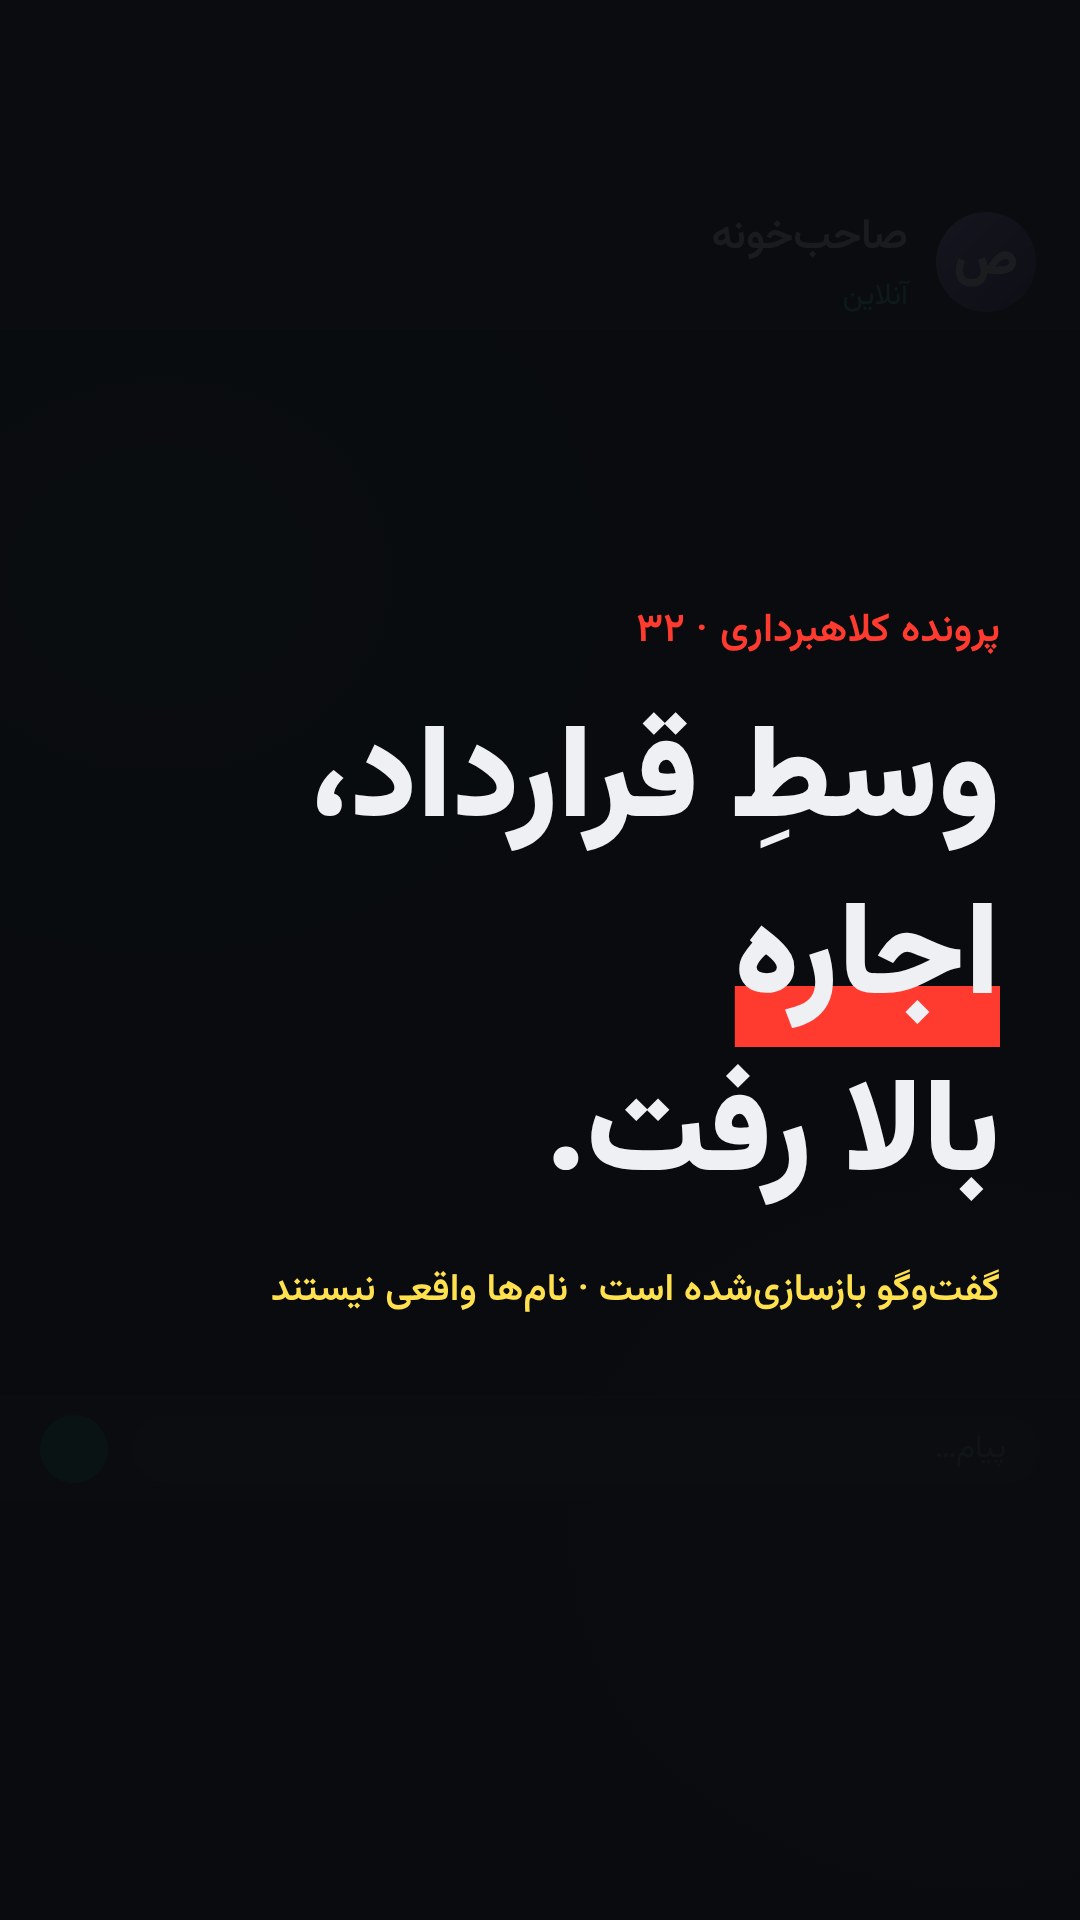 صاحب‌خونه
ص
آنلاین
پرونده کلاهبرداری · ۳۲
وسطِ قرارداد،
اجاره
بالا رفت.
گفت‌وگو بازسازی‌شده است · نام‌ها واقعی نیستند
پیام...